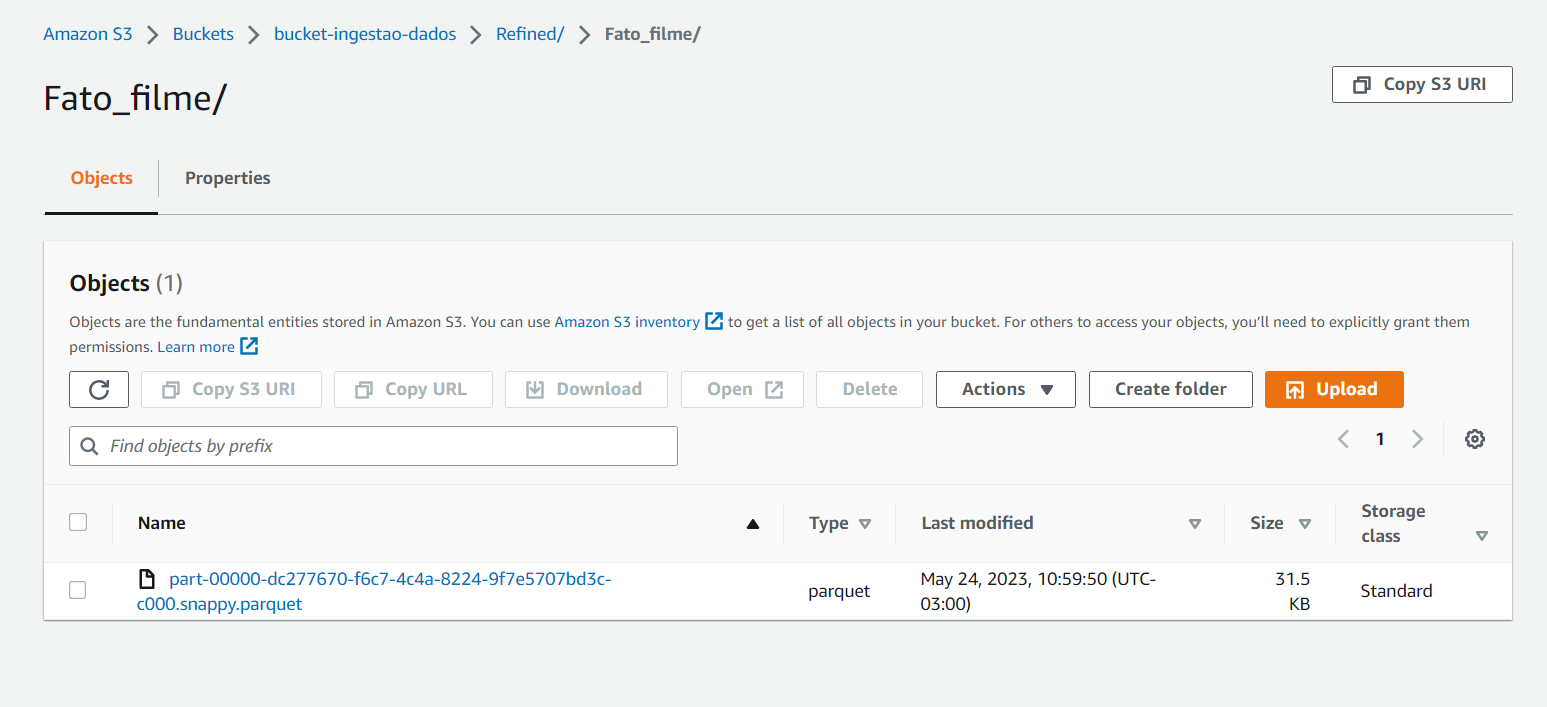 Amazon S3 Buckets bucket-ingestao-dados Refined/ Fato_filme/
Fato_filme/
Copy S3 URI
Objects Properties
Objects (1)
Objects are the fundamental entities stored in Amazon S3. You can use Amazon S3 inventory to get a list of all objects in your bucket. For others to access your objects, you'll need to explicitly grant them
permissions. Learn more
Copy S3 URI Copy URL Download Open Delete Actions Create folder Upload
Find objects by prefix
1
Name Type Last modified Size Storage
class
part-00000-dc277670-f6c7-4c4a-8224-9f7e5707bd3c-
c000.snappy.parquet
parquet
May 24, 2023, 10:59:50 (UTC-
03:00)
31.5
KB
Standard